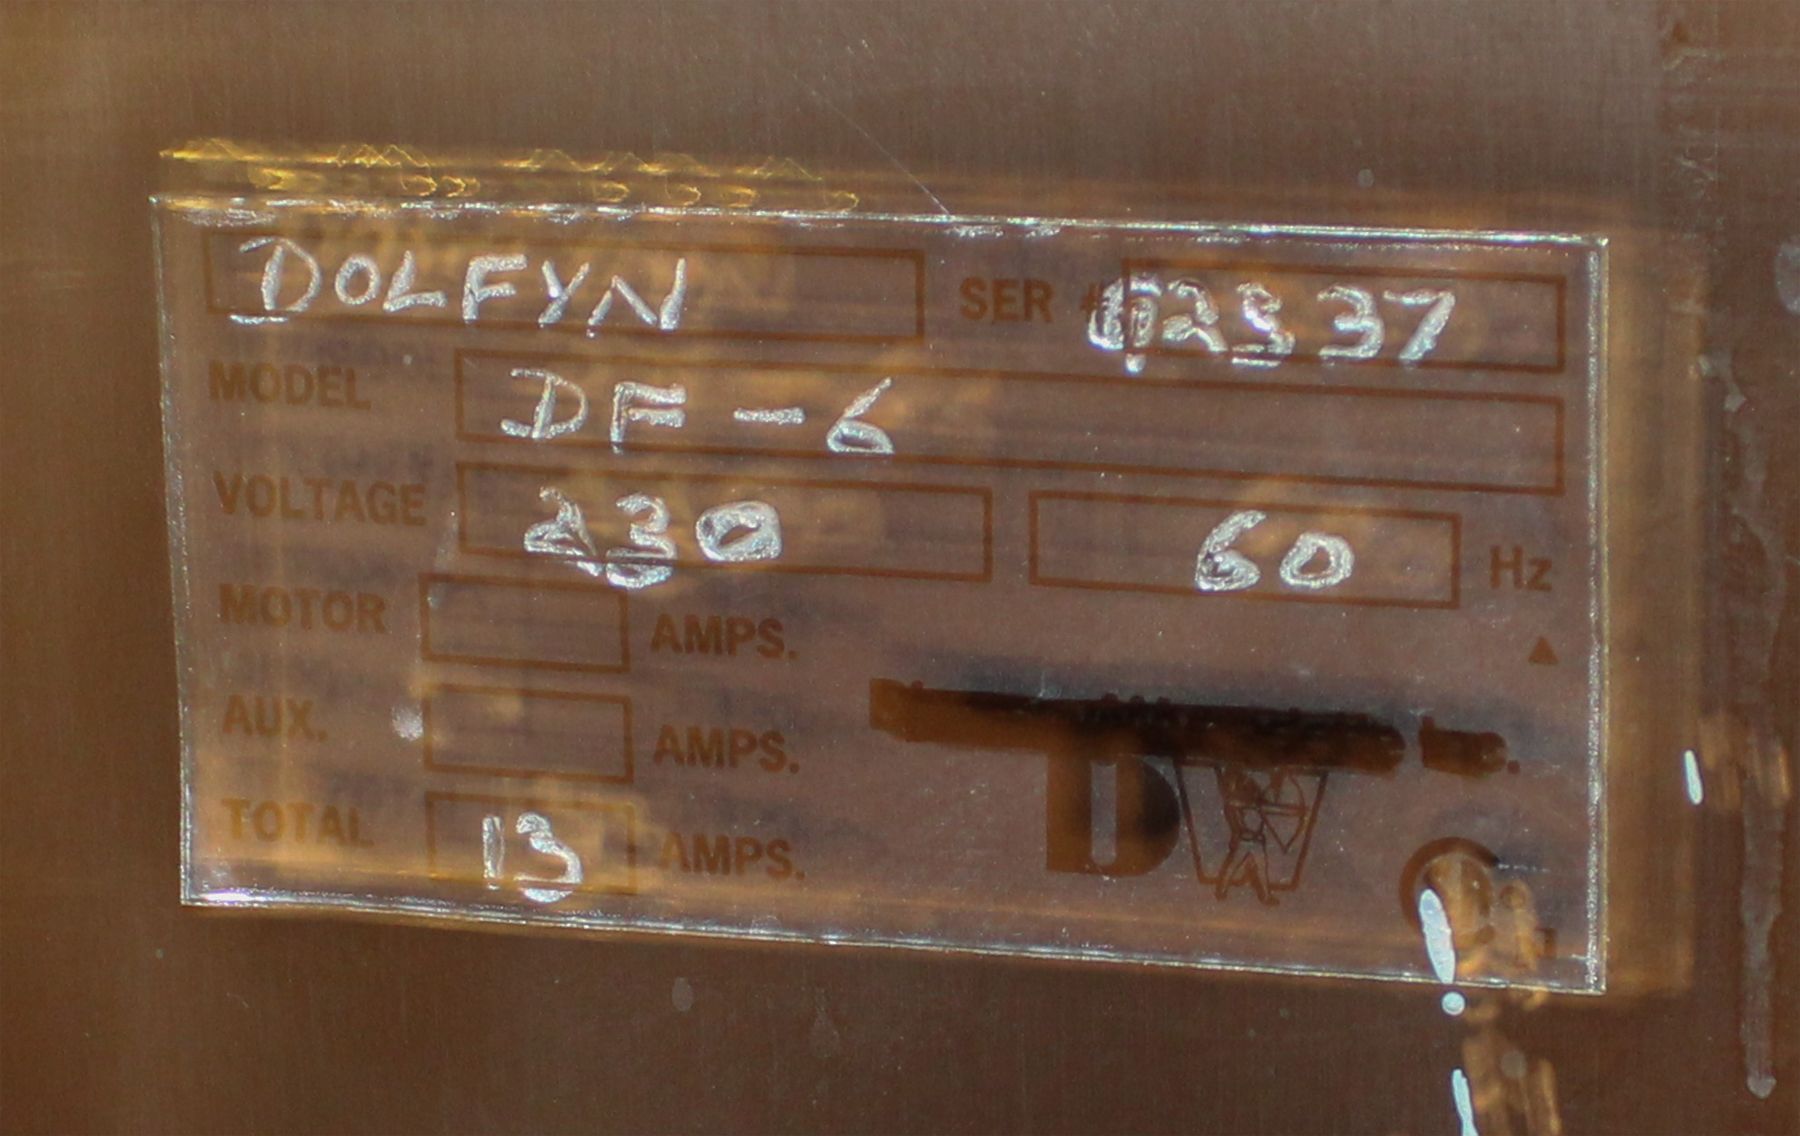 DOLFYN SER #
MODEL DF-6
VOLTAGE 230 60 Hz
MOTOR AMPS.
AUX. AMPS.
TOTAL 13 AMPS.